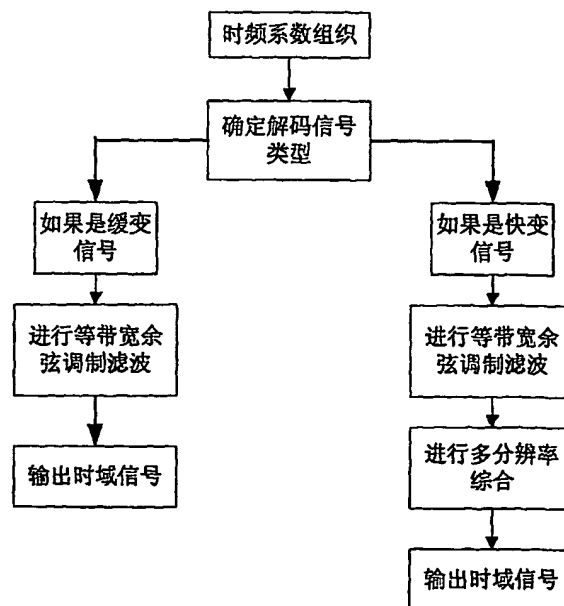 时频系数组织
确定解码信号
类型
如果是缓变
信号
如果是快变
信号
进行等带宽余
弦调制滤波
进行等带宽余
弦调制滤波
输出时域信号
进行多分辨率
综合
输出时域信号